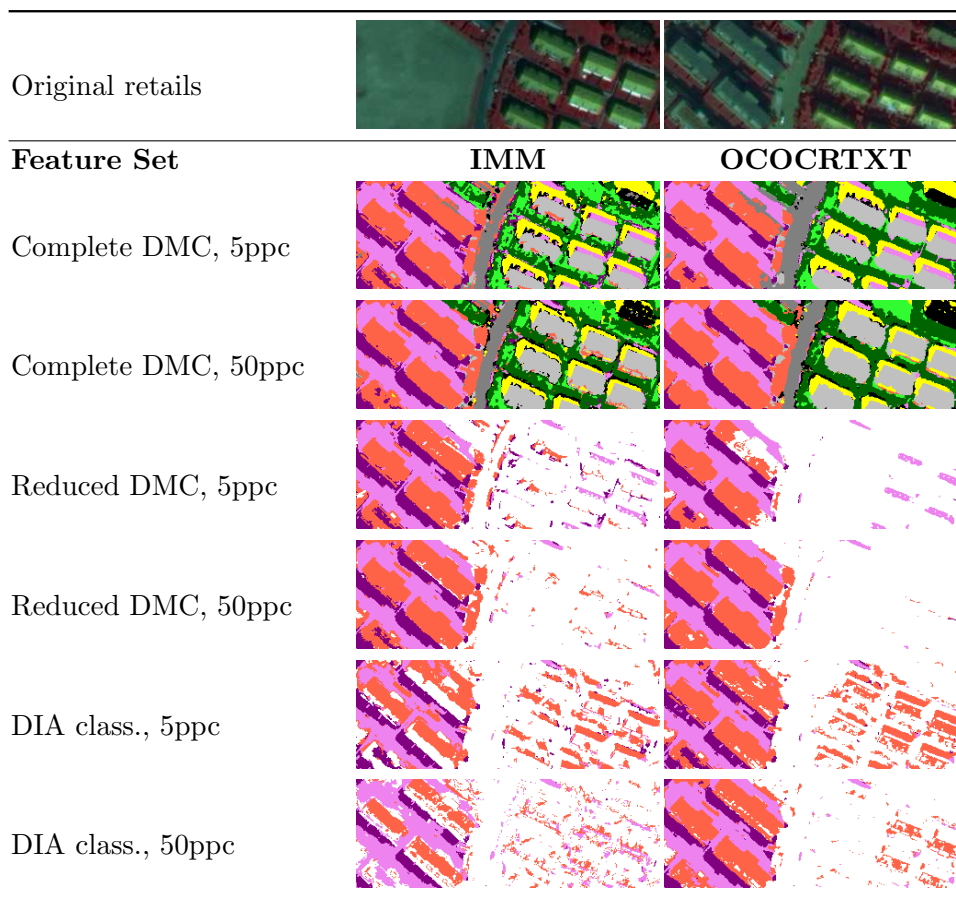 Original retails
Feature Set IMM OCOCRTXT
Complete DMC, 5ppc
Complete DMC, 50ppc
Reduced DMC, 5ppc
Reduced DMC, 50ppc
DIA class., 5ppc
DIA class., 50ppc